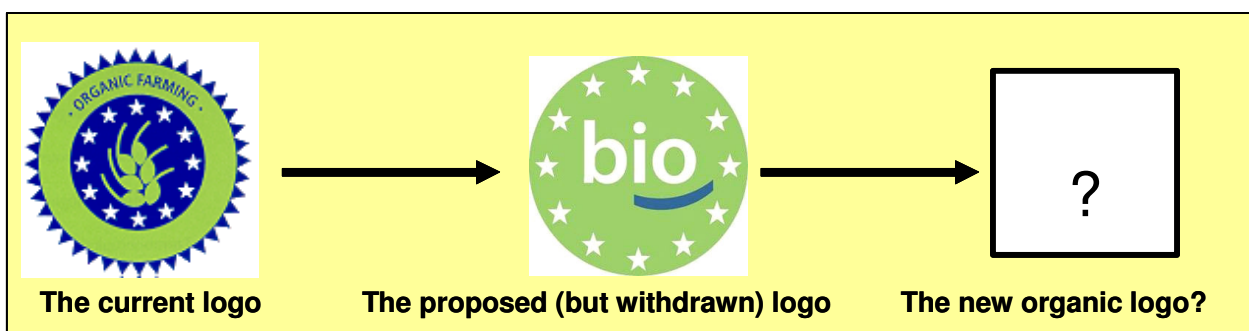 · ORGANIC FARMING ·
bio
?
The current logo
The proposed (but withdrawn) logo
The new organic logo?